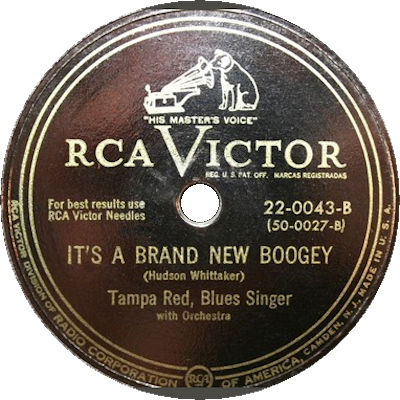 "HIS MASTER'S VOICE"
RCA VICTOR
REG. U. S. PAT. OFF. MARCAS REGISTRADAS
For best results use
RCA Victor Needles
22-0043-B
(50-0027-B)
IT'S A BRAND NEW BOOGEY
(Hudson Whittaker)
Tampa Red, Blues Singer
with Orchestra
RCA VICTOR DIVISION OF RADIO CORPORATION OF AMERICA, CAMDEN, N.J., MADE IN U.S.A.
RCA